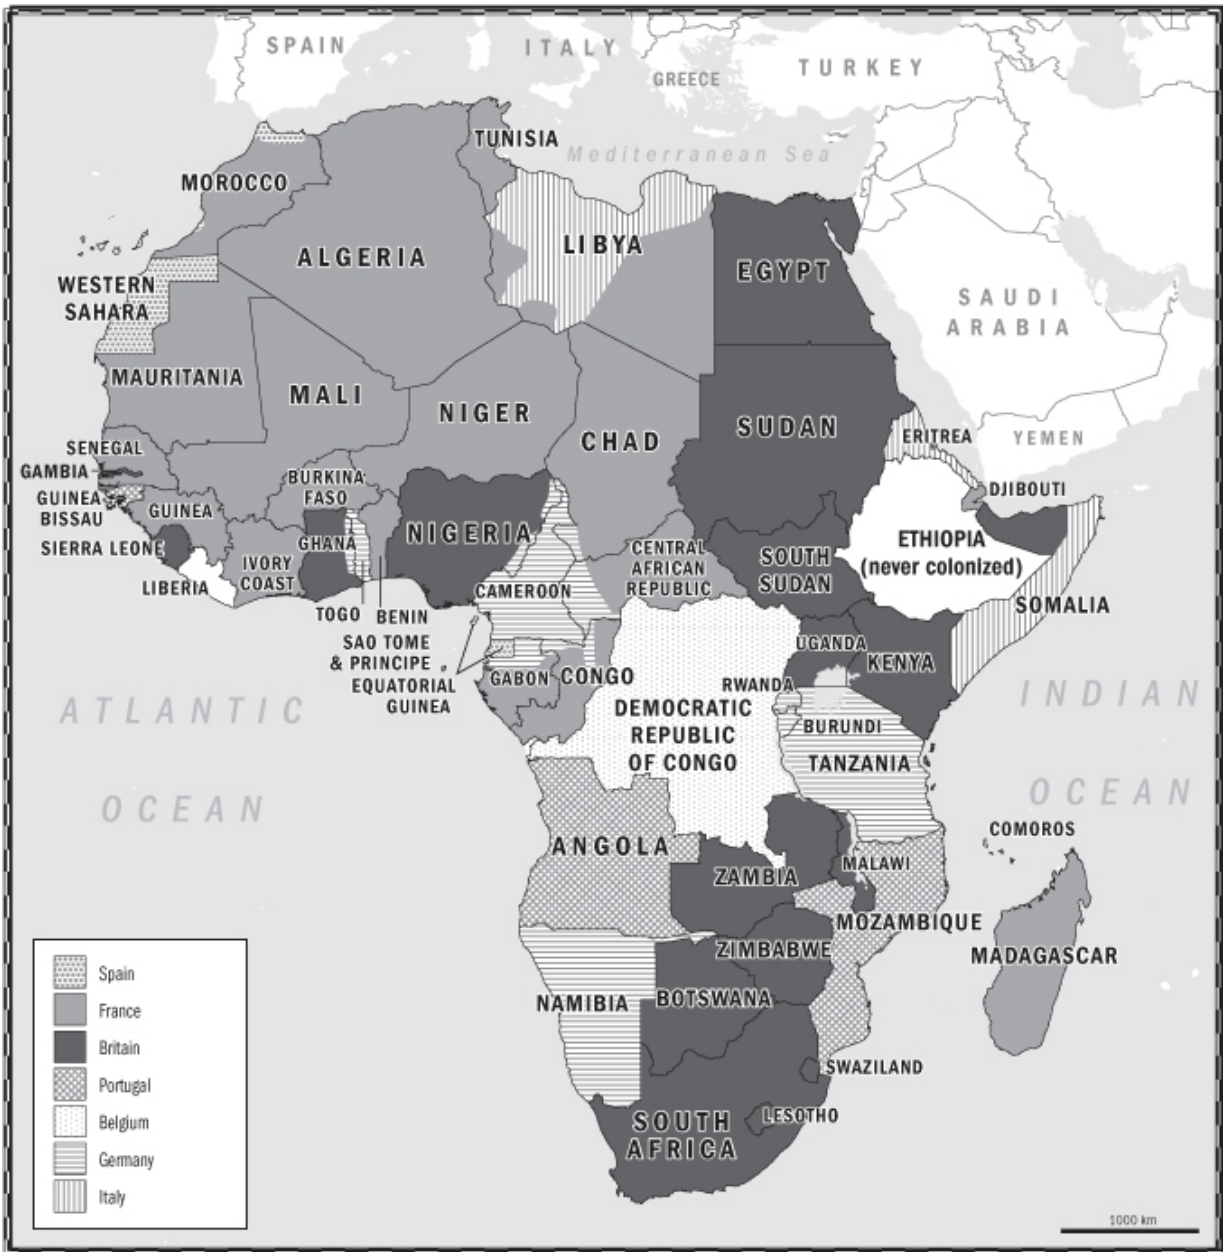 SPAIN
ITALY
GREECE
TURKEY
TUNISIA
Mediterranean Sea
MOROCCO
ALGERIA
LIBYA
EGYPT
WESTERN
SAHARA
SAUDI
ARABIA
MAURITANIA
MALI
NIGER
CHAD
SUDAN
ERITREA
YEMEN
SENEGAL
GAMBIA
GUINEA
BISSAU
GUINEA
BURKINA
FASO
DJIBOUTI
SIERRA LEONE
NIGERIA
GHANA
IVORY
COAST
LIBERIA
CENTRAL
AFRICAN
REPUBLIC
SOUTH
SUDAN
ETHIOPIA
(never colonized)
TOGO
BENIN
CAMEROON
SOMALIA
SAO TOME
& PRINCIPE
EQUATORIAL
GUINEA
GABON
CONGO
UGANDA
KENYA
RWANDA
BURUNDI
DEMOCRATIC
REPUBLIC
OF CONGO
TANZANIA
ATLANTIC
OCEAN
INDIAN
OCEAN
ANGOLA
ZAMBIA
MALAWI
COMOROS
MOZAMBIQUE
MADAGASCAR
ZIMBABWE
NAMIBIA
BOTSWANA
SWAZILAND
LESOTHO
SOUTH
AFRICA
Spain
France
Britain
Portugal
Belgium
Germany
Italy
1000 km